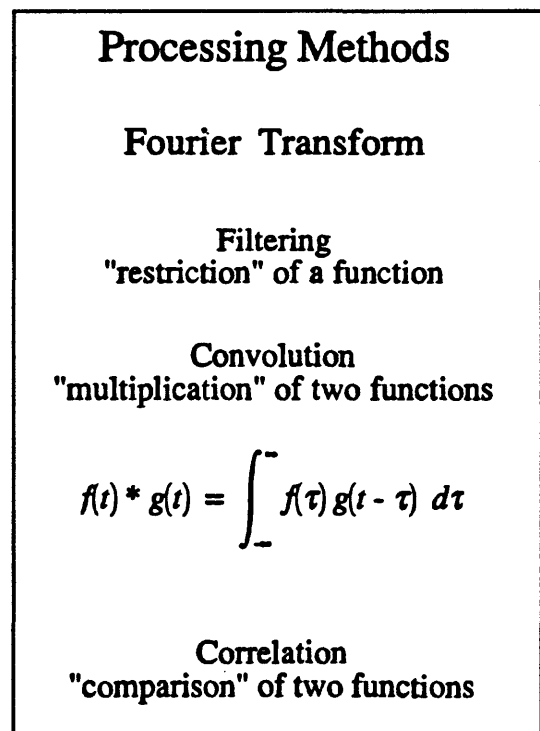 Processing Methods
Fourier Transform
Filtering
"restriction" of a function
Convolution
"multiplication" of two functions
f(t) * g(t) = ∫_-∞^∞ f(τ) g(t - τ) dτ
Correlation
"comparison" of two functions